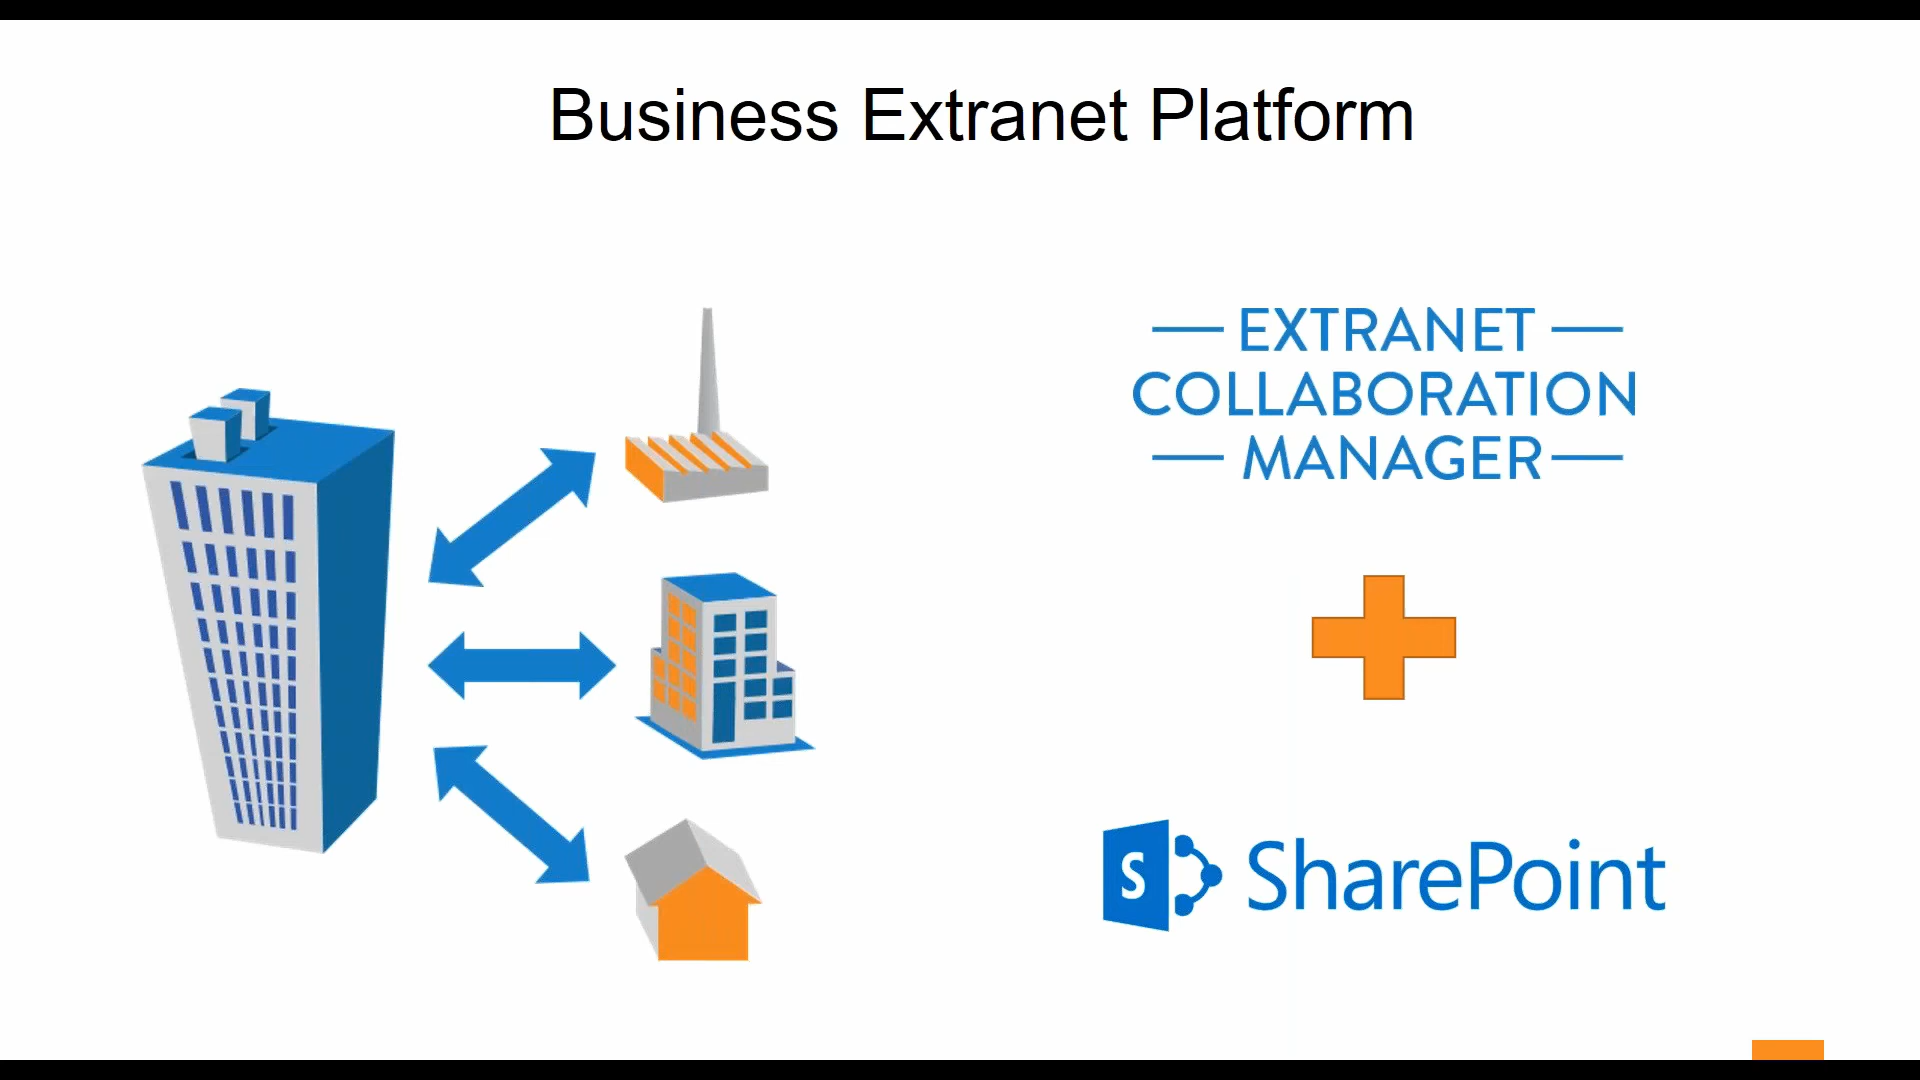 Business Extranet Platform
EXTRANET
COLLABORATION
MANAGER
S SharePoint